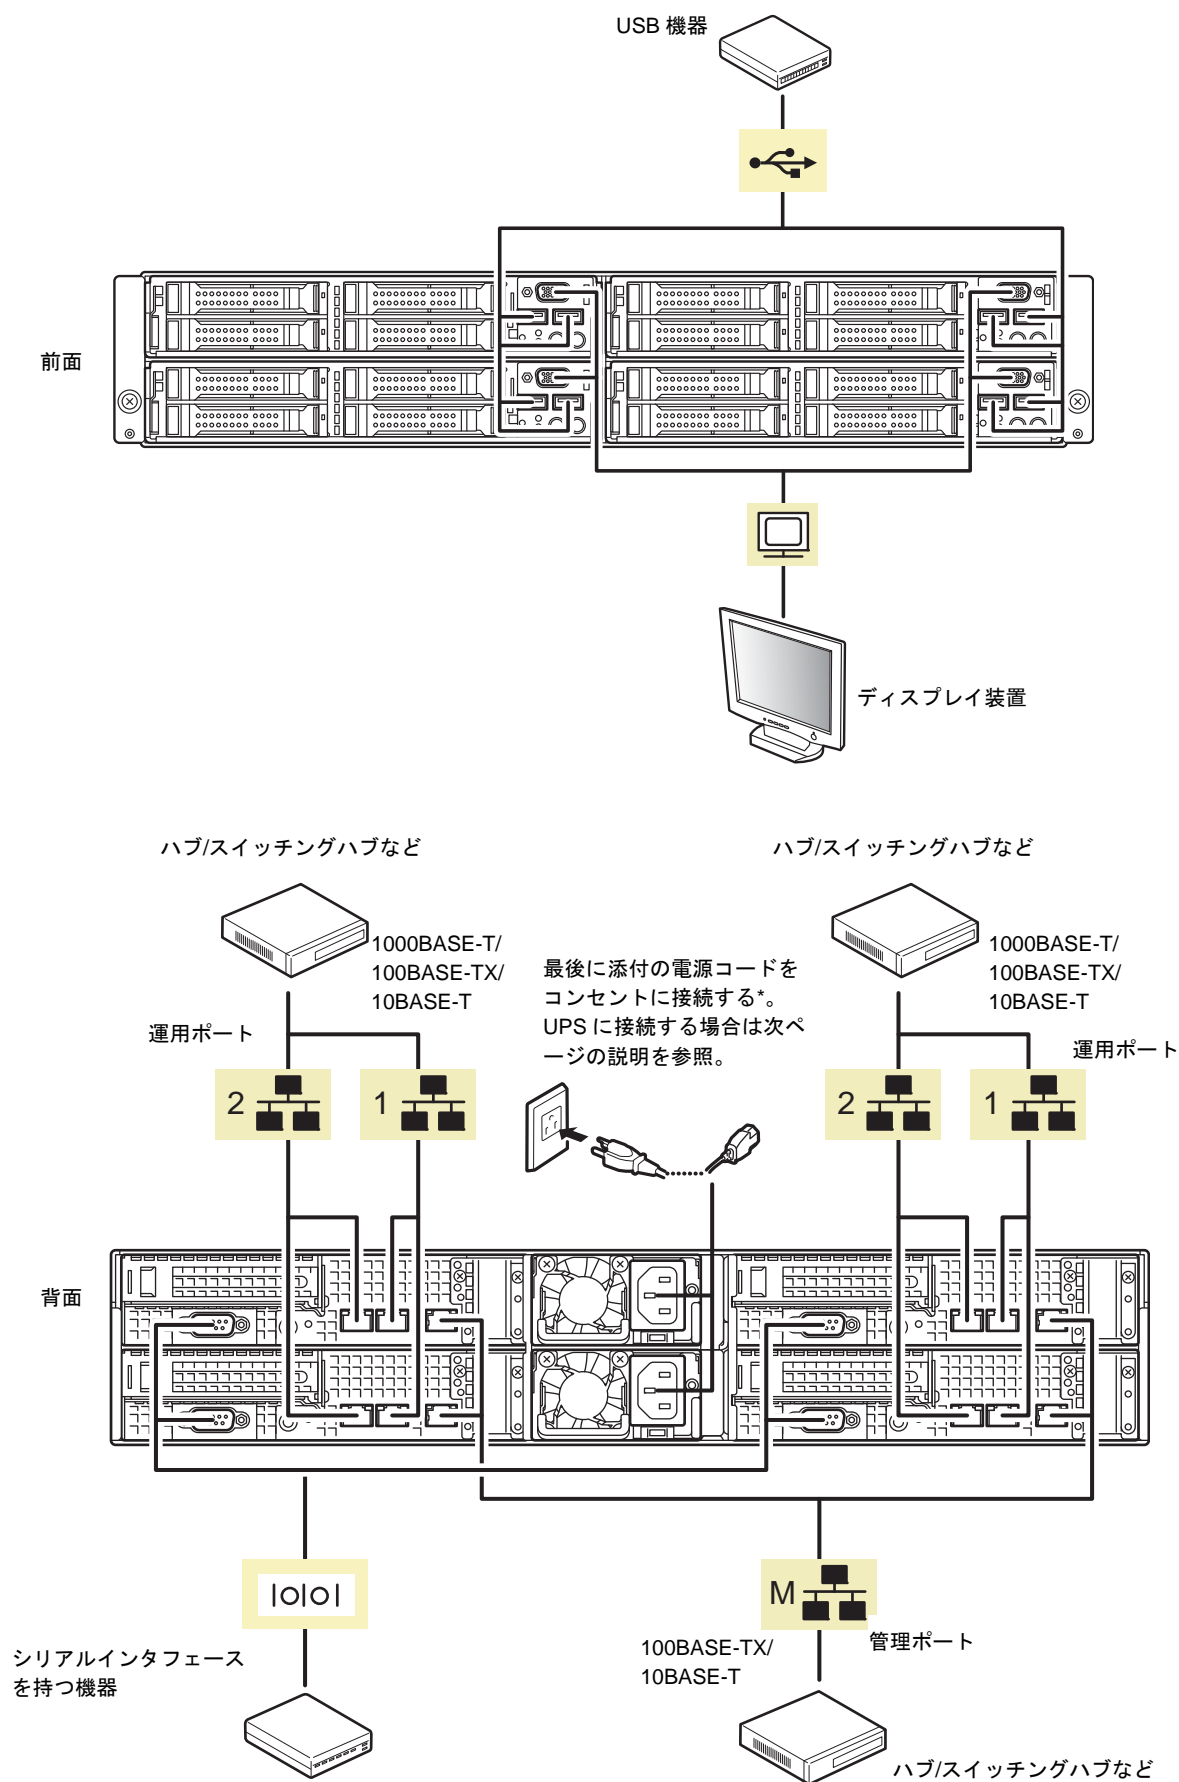 USB 機器
前面
ディスプレイ装置
ハブ/スイッチングハブなど
ハブ/スイッチングハブなど
1000BASE-T/
100BASE-TX/
10BASE-T
最後に添付の電源コードを
コンセントに接続する*。
UPS に接続する場合は次ペ
ージの説明を参照。
1000BASE-T/
100BASE-TX/
10BASE-T
運用ポート
運用ポート
2
1
2
1
背面
|O|O|
M
管理ポート
100BASE-TX/
10BASE-T
シリアルインタフェース
を持つ機器
ハブ/スイッチングハブなど